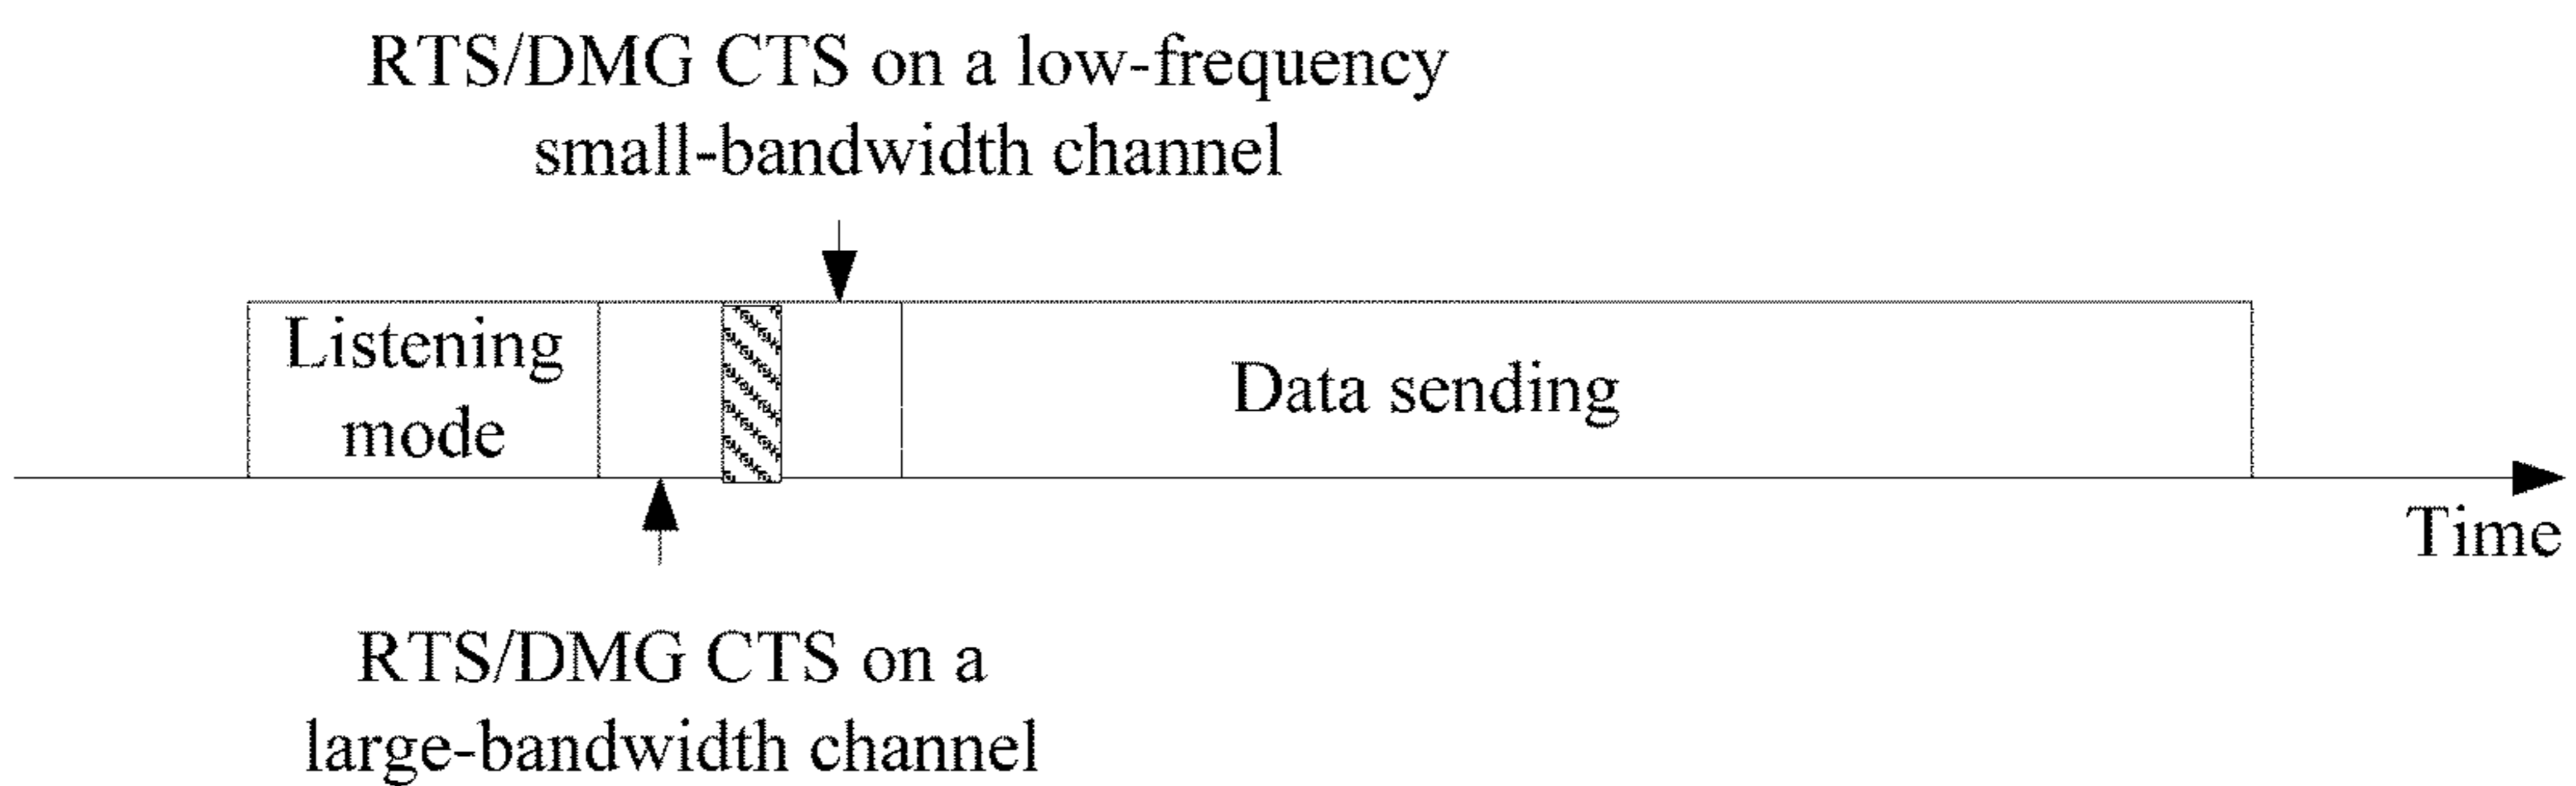 RTS/DMG CTS on a low-frequency
small-bandwidth channel
Listening
mode
Data sending
Time
RTS/DMG CTS on a
large-bandwidth channel